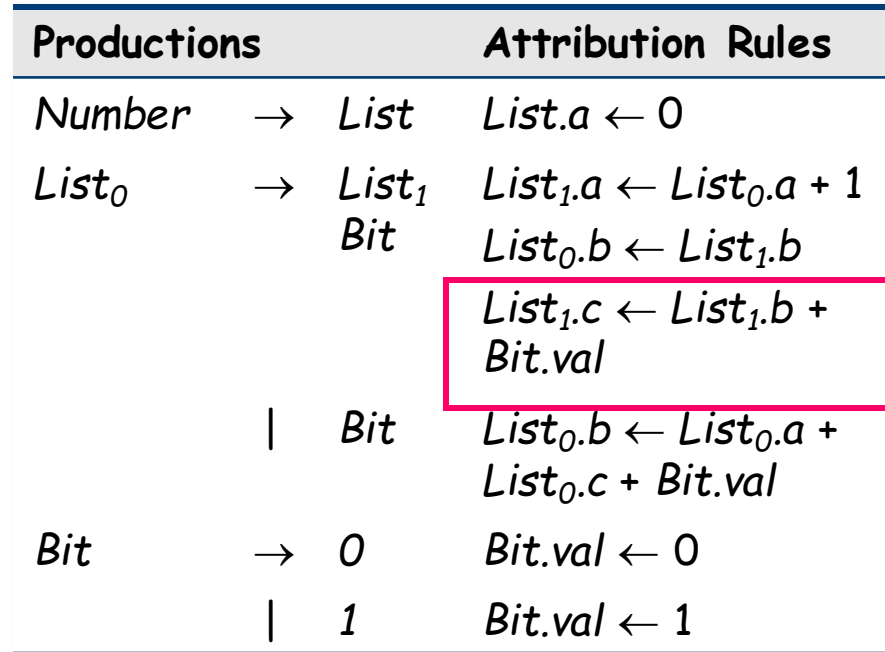 Productions Attribution Rules
Number → List List.a ← 0
List₀ → List₁ List₁.a ← List₀.a + 1
Bit List₀.b ← List₁.b
List₁.c ← List₁.b +
Bit.val
| Bit List₀.b ← List₀.a +
List₀.c + Bit.val
Bit → 0 Bit.val ← 0
| 1 Bit.val ← 1